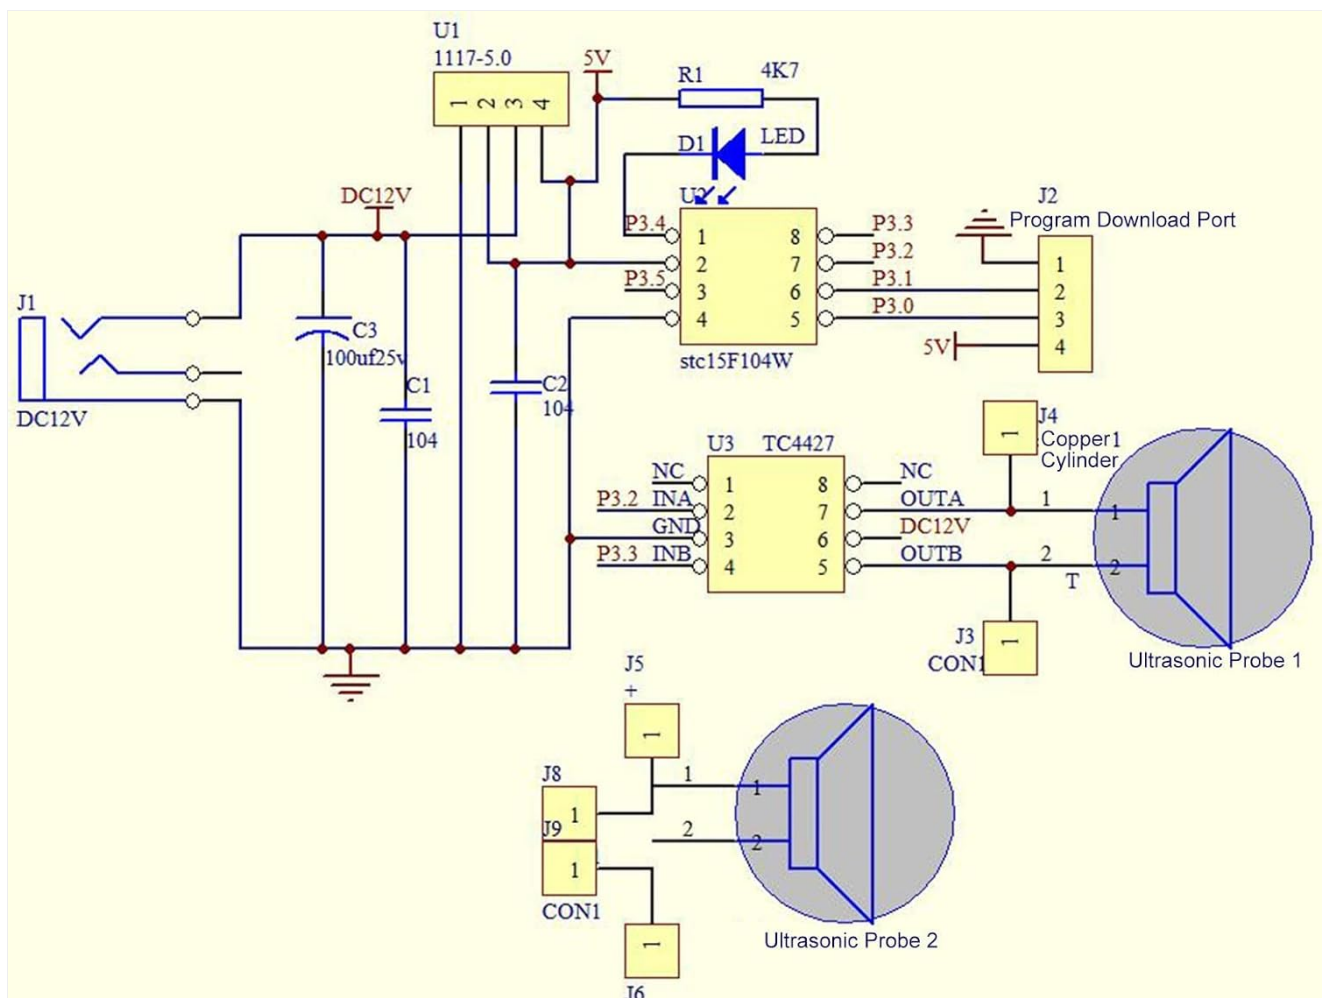 U1
1117-5.0
1 2 3 4
5V
R1 4K7
D1 LED
DC12V
U2
P3.4 1 8 P3.3
2 7 P3.2
P3.5 3 6 P3.1
4 5 P3.0
stc15F104W
J2
Program Download Port
1
2
3
5V 4
J1
DC12V
C3
100uf25v
C1
104
C2
104
U3 TC4427
NC 1 8 NC
P3.2 INA 2 7 OUTA
GND 3 6 DC12V
P3.3 INB 4 5 OUTB
J4
1
Copper1
Cylinder
1 1
2 2
T
J3
CON1
1
Ultrasonic Probe 1
J5
+
1
1 1
2 2
J8
1
J9
1
CON1
1
J6
Ultrasonic Probe 2